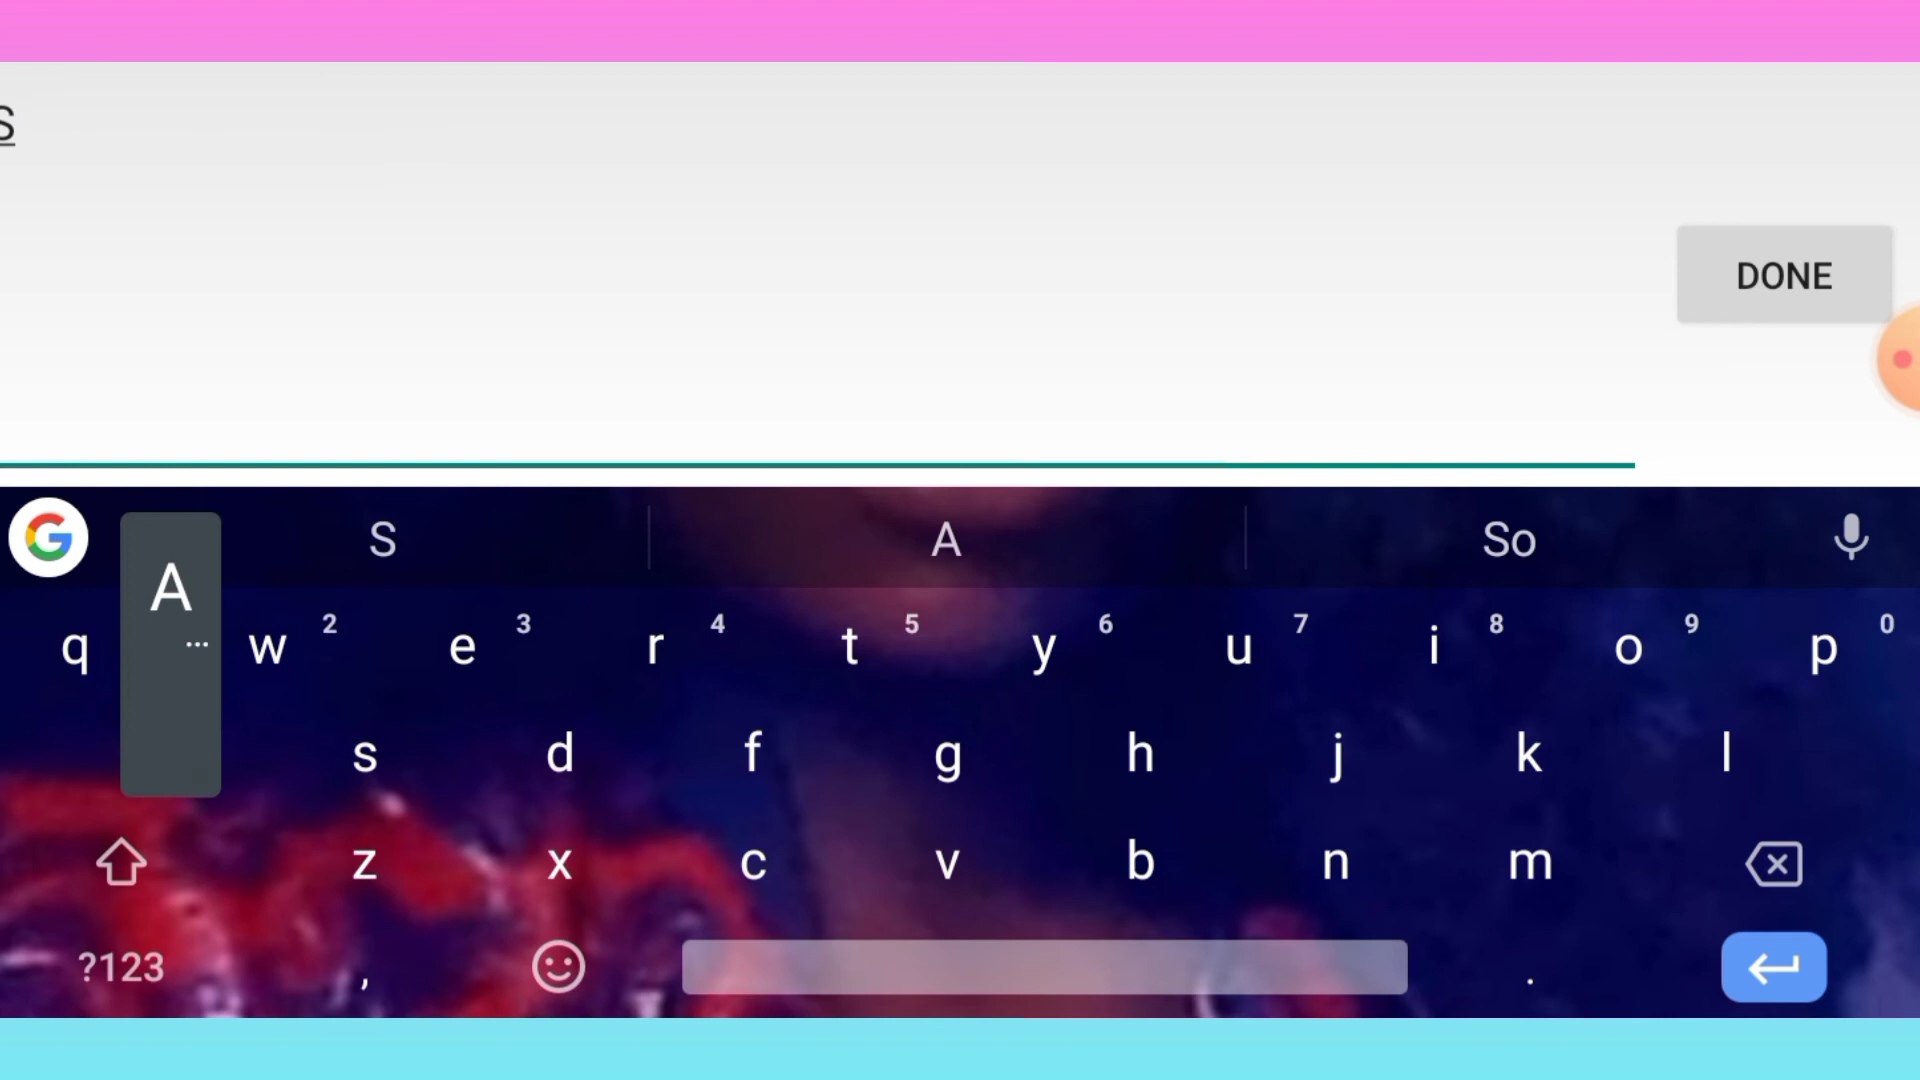 S
DONE
S A So
A
q w 2 e 3 r 4 t 5 y 6 u 7 i 8 o 9 p 0
s d f g h j k l
z x c v b n m
?123 , .